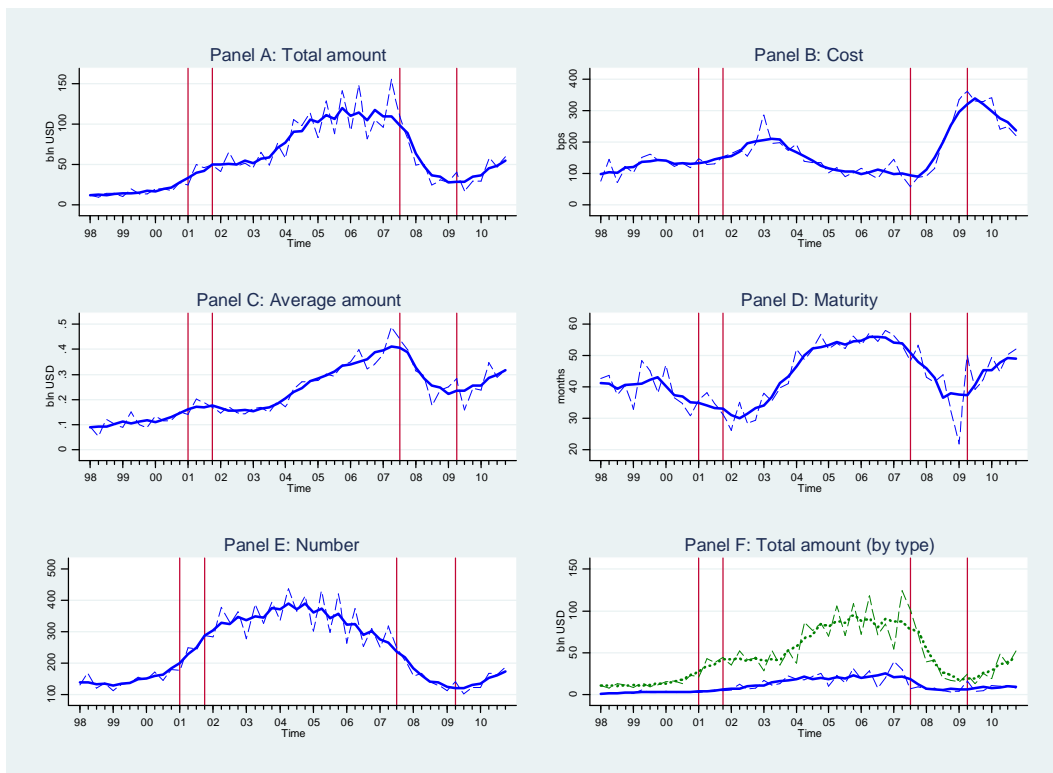 Panel A: Total amount
bln USD
0 50 100 150
98 99 00 01 02 03 04 05 06 07 08 09 10
Time
Panel B: Cost
bps
0 100 200 300 400
98 99 00 01 02 03 04 05 06 07 08 09 10
Time
Panel C: Average amount
bln USD
0 .1 .2 .3 .4 .5
98 99 00 01 02 03 04 05 06 07 08 09 10
Time
Panel D: Maturity
months
20 30 40 50 60
98 99 00 01 02 03 04 05 06 07 08 09 10
Time
Panel E: Number
100 200 300 400 500
98 99 00 01 02 03 04 05 06 07 08 09 10
Time
Panel F: Total amount (by type)
bln USD
0 50 100 150
98 99 00 01 02 03 04 05 06 07 08 09 10
Time